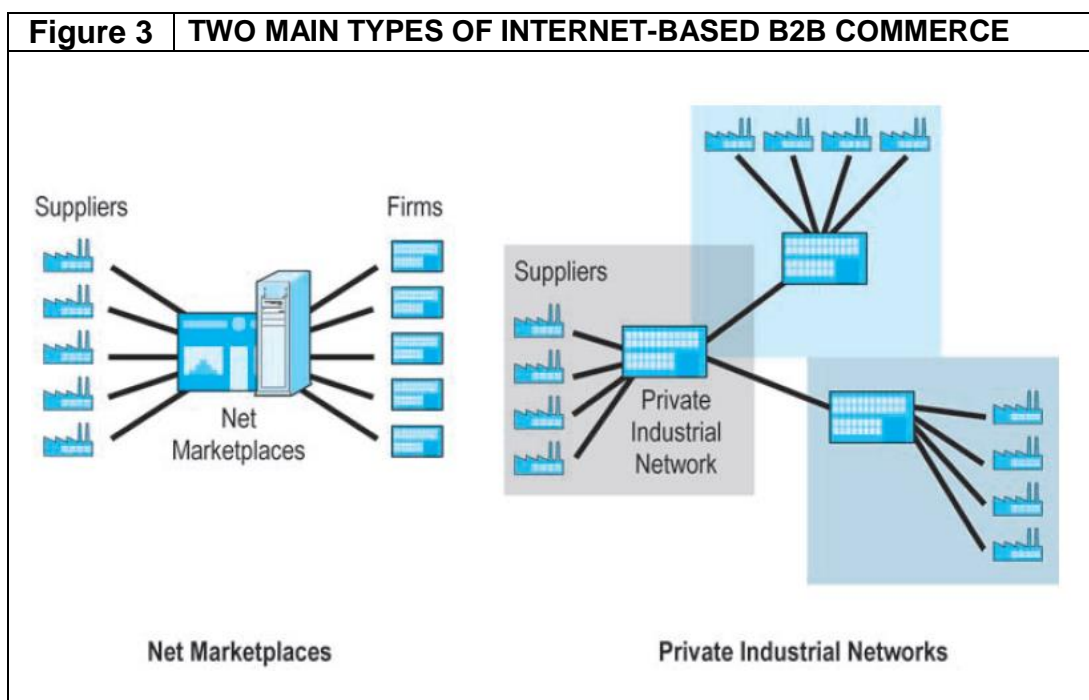 Figure 3
TWO MAIN TYPES OF INTERNET-BASED B2B COMMERCE
Suppliers
Firms
Net
Marketplaces
Suppliers
Private
Industrial
Network
Net Marketplaces
Private Industrial Networks